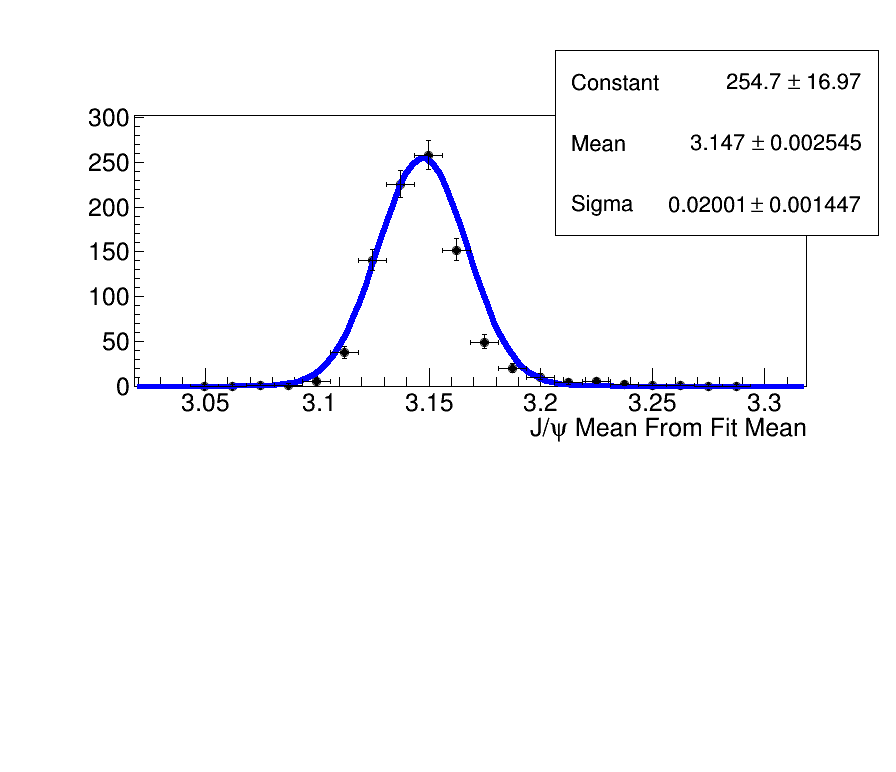 Constant 254.7 ± 16.97
Mean 3.147 ± 0.002545
Sigma 0.02001 ± 0.001447
300
250
200
150
100
50
0
3.05 3.1 3.15 3.2 3.25 3.3
J/ψ Mean From Fit Mean